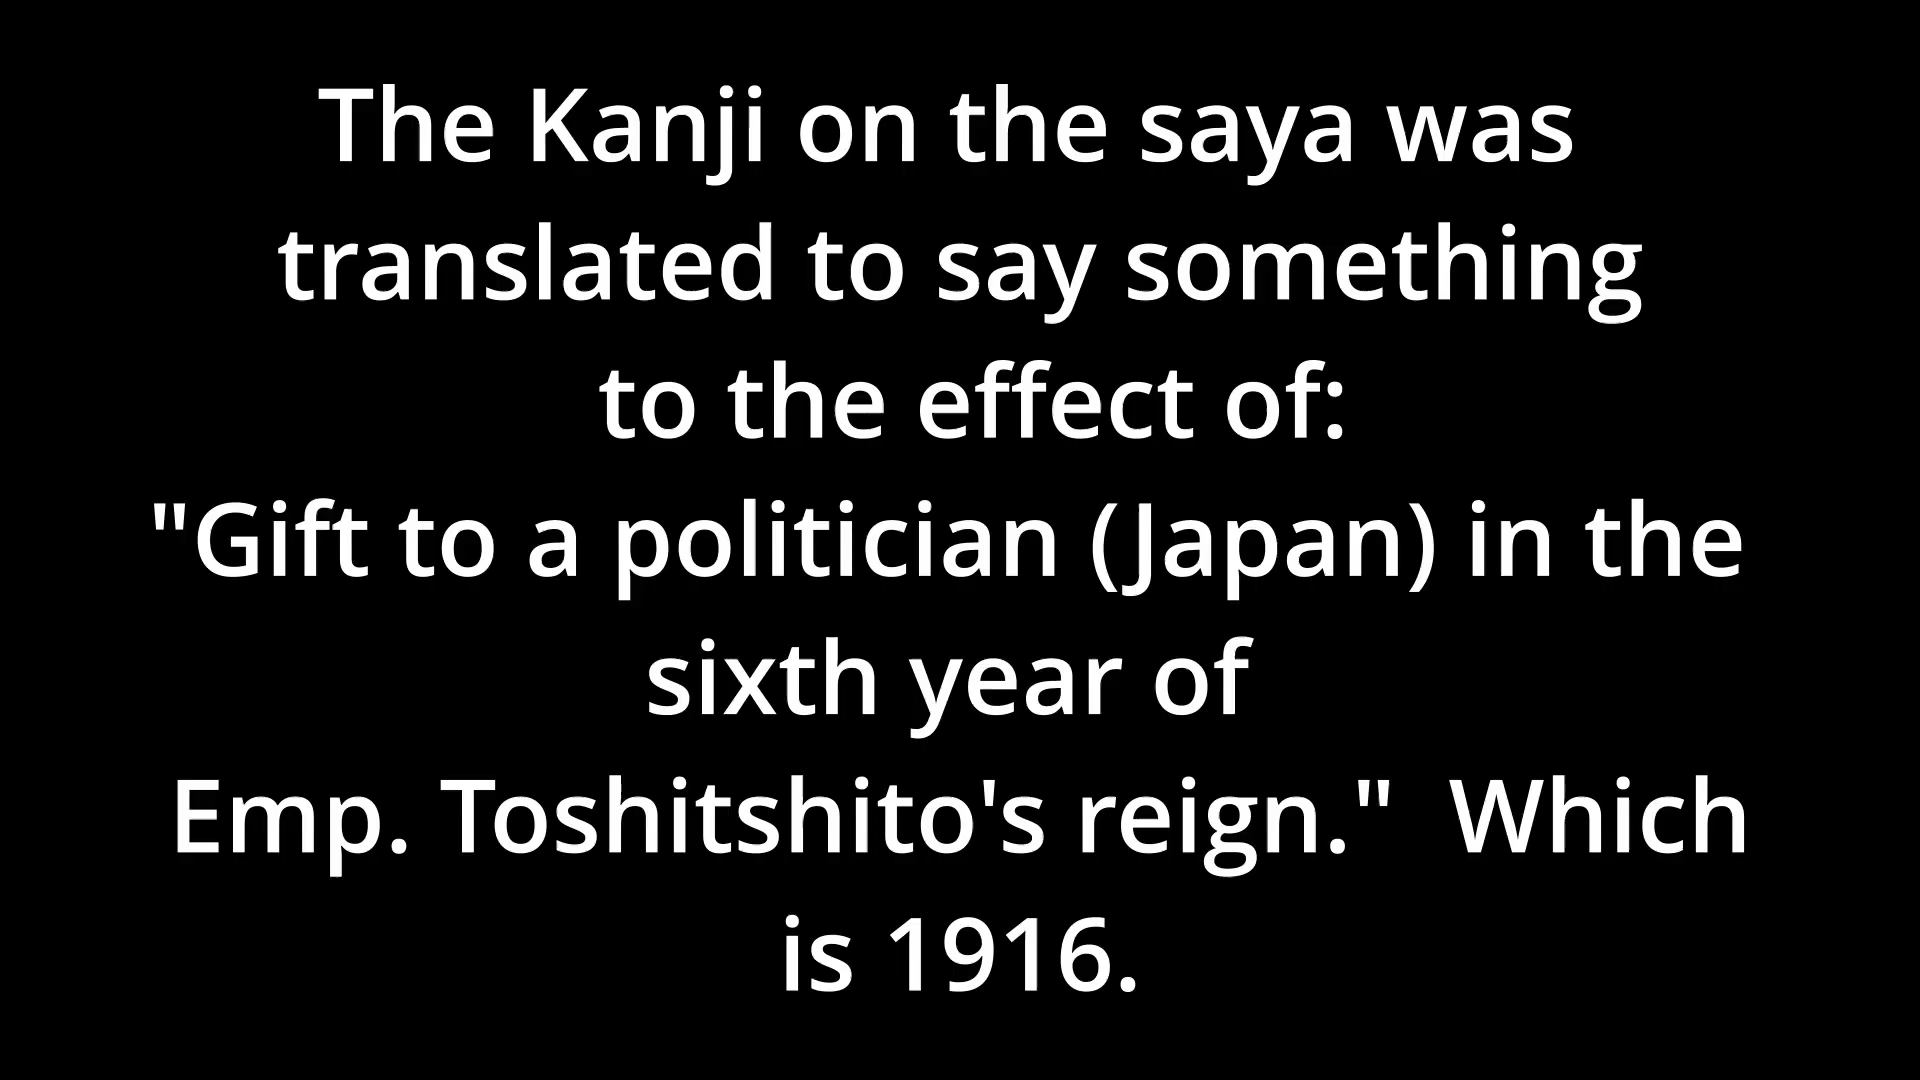 The Kanji on the saya was
translated to say something
to the effect of:
"Gift to a politician (Japan) in the
sixth year of
Emp. Toshitshito's reign."  Which
is 1916.